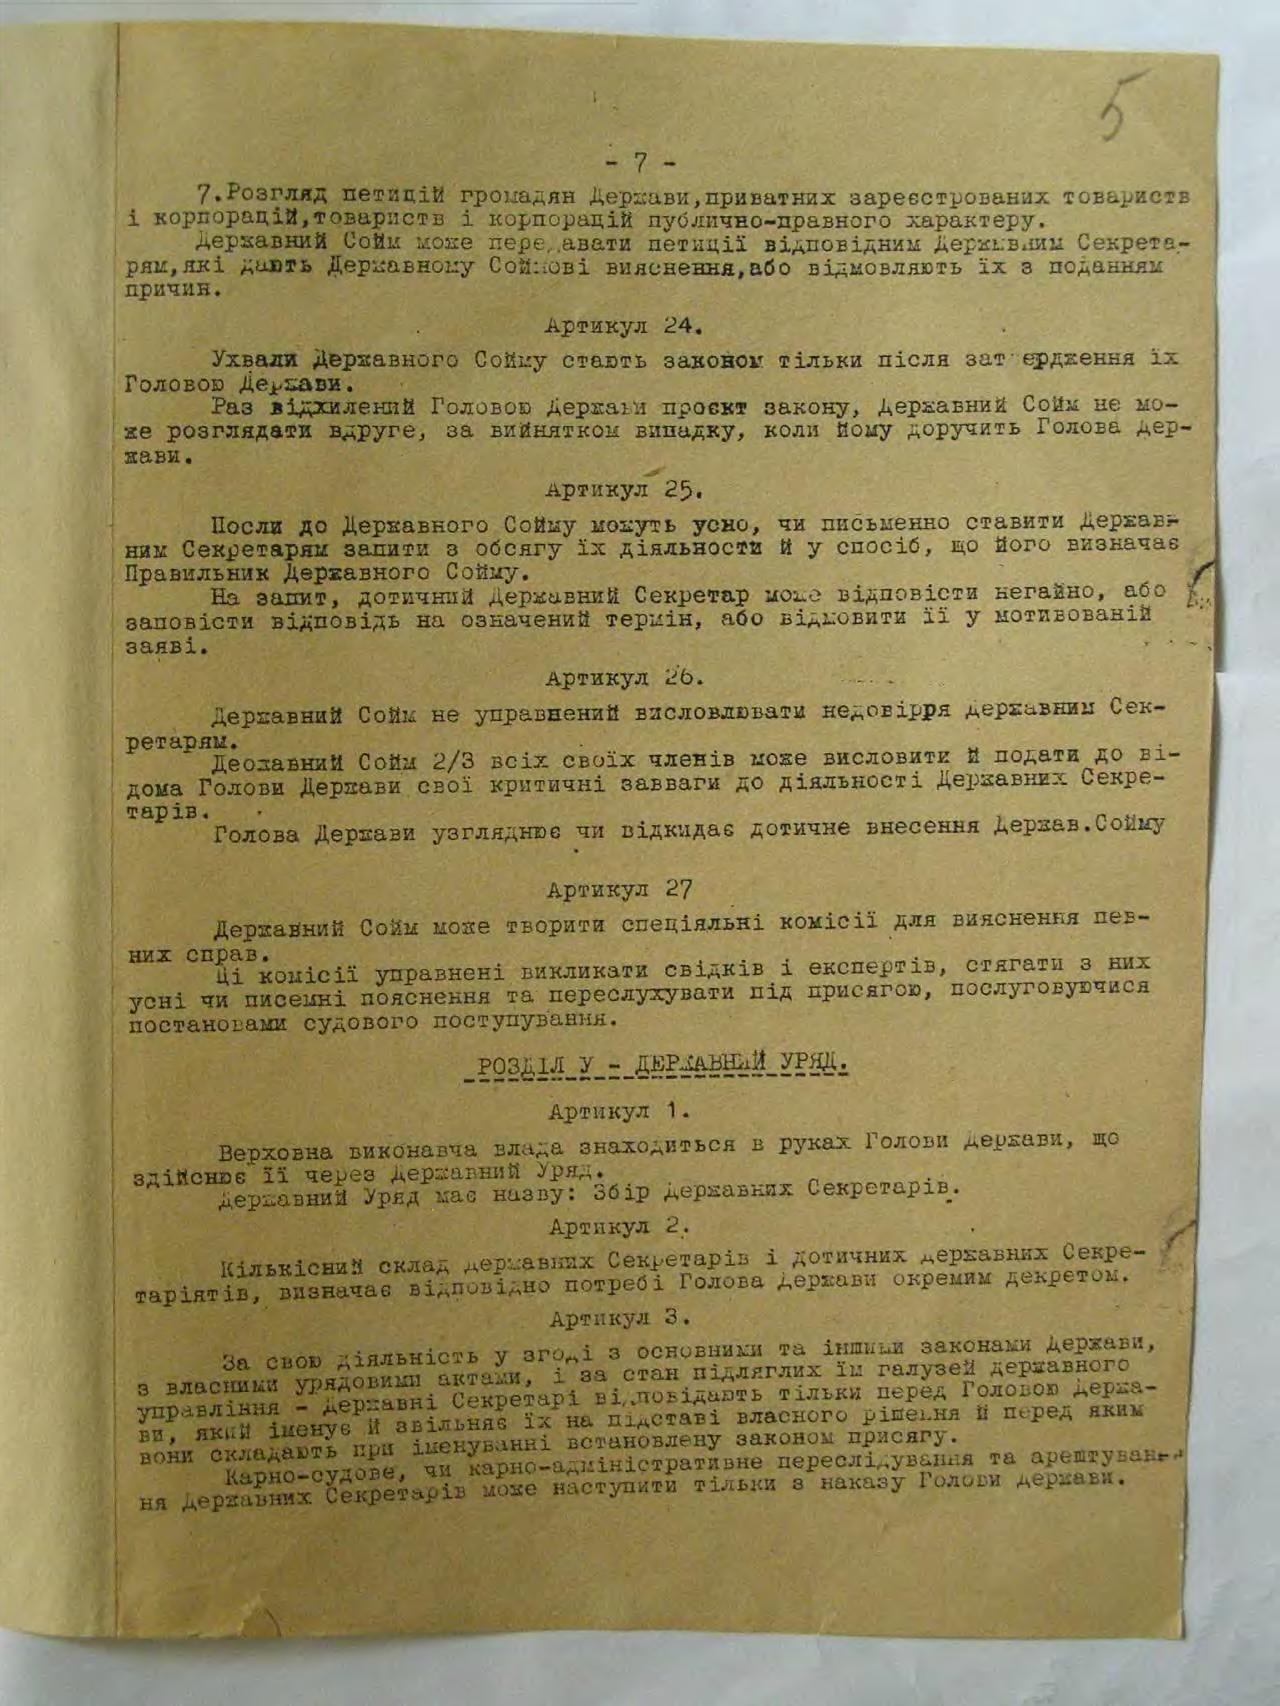 5
- 7 -
7.Розгляд петицій громадян Держави,приватних зареєстрованих товариств
і корпорацій,товариств і корпорацій публично-правного характеру.
Державний Сойм може передавати петиції відповідним Державним Секрета-
рям,які дають Державному Соймові вияснення,або відмовляють їх з поданням
причин.
Артикул 24.
Ухвали Державного Сойму стають законом тільки після затвердження їх
Головою Держави.
Раз відхилений Головою Держави проєкт закону, Державний Сойм не мо-
же розглядати вдруге, за вийнятком випадку, коли йому доручить Голова Дер-
жави.
Артикул 25.
Посли до Державного Сойму можуть усно, чи письменно ставити Держав-
ним Секретарям запити з обсягу їх діяльности й у спосіб, що його визначає
Правильник Державного Сойму.
На запит, дотичний Державний Секретар може відповісти негайно, або
заповісти відповідь на означений термін, або відмовити її у мотивованій
заяві.
Артикул 26.
Державний Сойм не управнений висловлювати недовірря державним Сек-
ретарям.
Деожавний Сойм 2/3 всіх своїх членів може висловити й подати до ві-
дома Голови Держави свої критичні завваги до діяльності Державних Секре-
тарів.
Голова Держави узгляднює чи відкидає дотичне внесення Держав.Сойму
Артикул 27
Державний Сойм може творити спеціяльні комісії для вияснення пев-
них справ.
Ці комісії управнені викликати свідків і експертів, стягати з них
усні чи писемні пояснення та переслухувати під присягою, послуговуючися
постановами судового поступування.
РОЗДІЛ У - ДЕРЖАВНИЙ УРЯД.
Артикул 1.
Верховна виконавча влада знаходиться в руках Голови Держави, що
здійснює її через Державний Уряд.
Державний Уряд має назву: Збір Державних Секретарів.
Артикул 2.
Кількісний склад державних Секретарів і дотичних державних Секре-
таріятів, визначає відповідно потребі Голова Держави окремим декретом.
Артикул 3.
За свою діяльність у згоді з основними та іншими законами Держави,
з власними урядовими актами, і за стан підляглих їм галузей державного
управління - державні Секретарі відповідають тільки перед Головою Держа-
ви, який іменує й звільняє їх на підставі власного рішення й перед яким
вони складають при іменуванні встановлену законом присягу.
Карно-судове, чи карно-адміністративне переслідування та арештуван-
ня Державних Секретарів може наступити тільки з наказу Голови Держави.